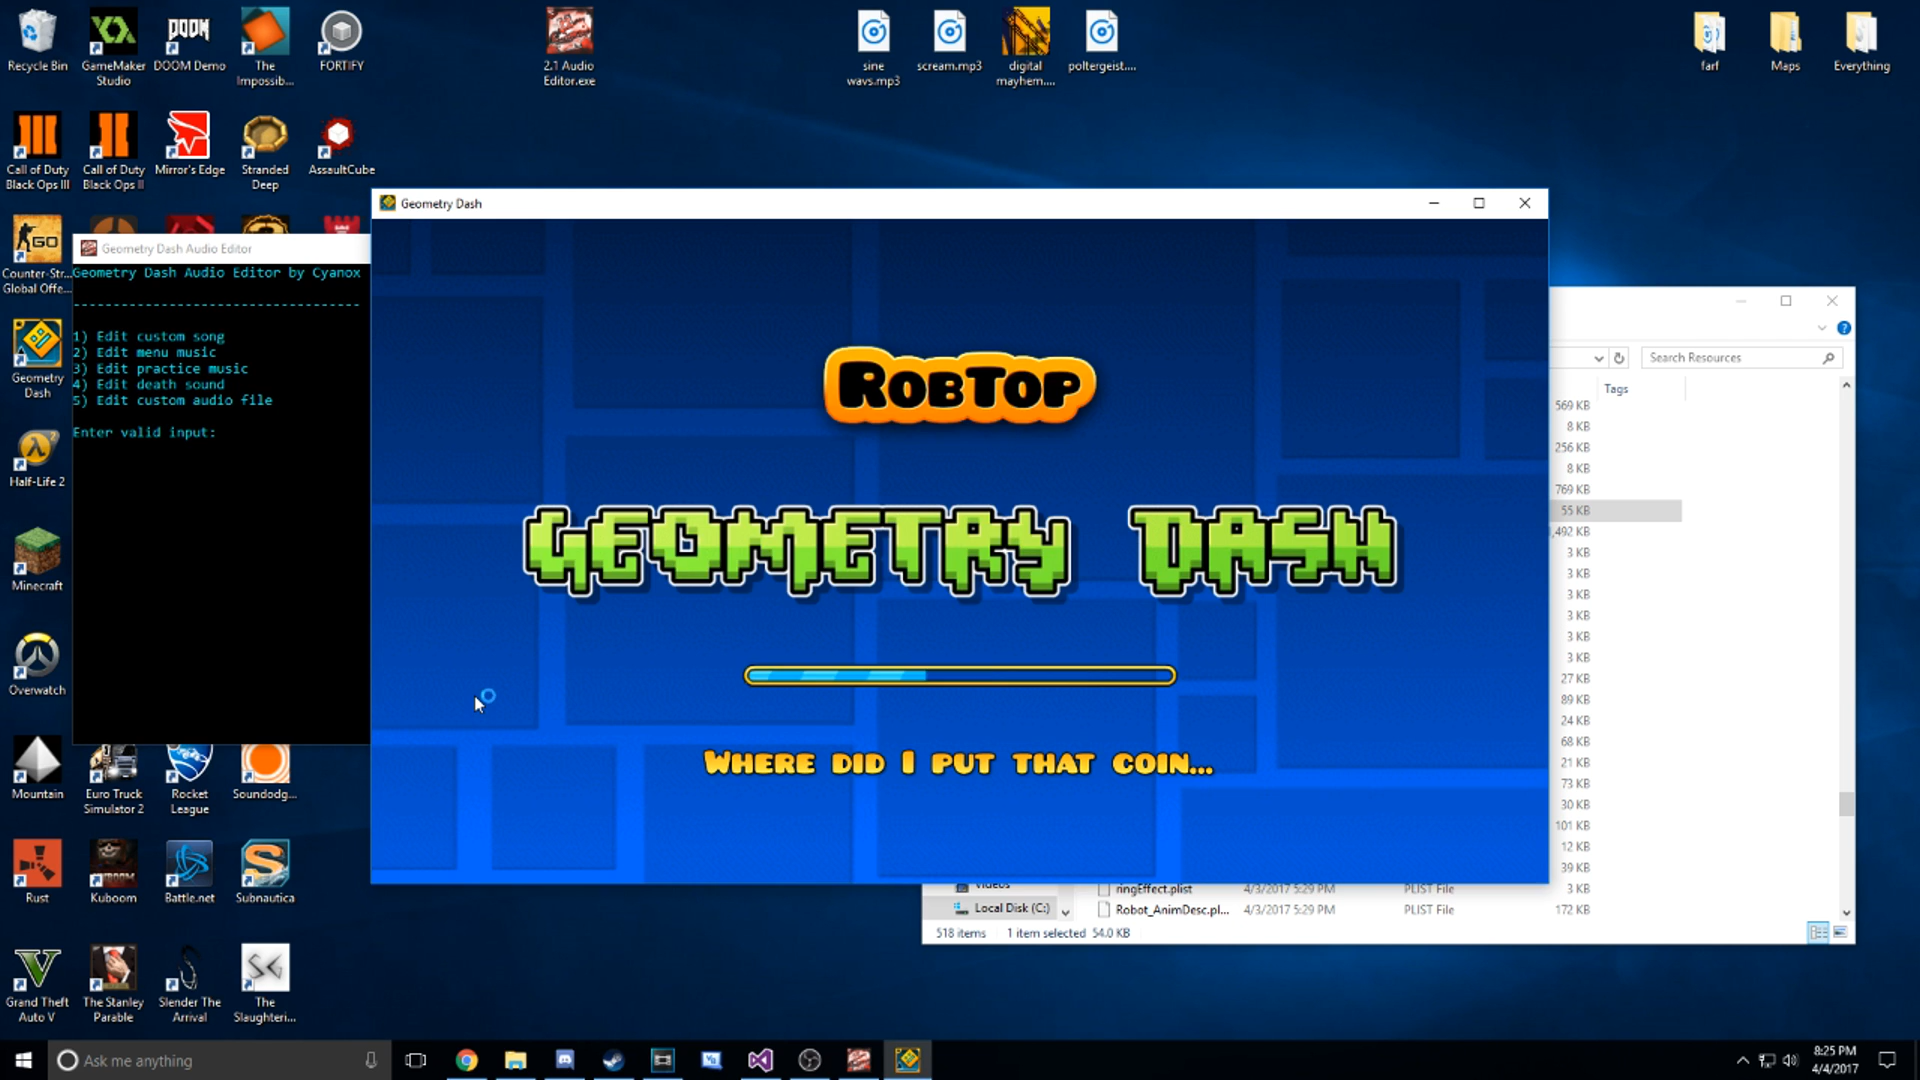 Recycle Bin
GameMaker
Studio
DOOM
DOOM Demo
The
Impossib...
FORTIFY
2.1 Audio
Editor.exe
sine
wavs.mp3
scream.mp3
digital
mayhem....
poltergeist....
farf
Maps
Everything
Call of Duty
Black Ops III
Call of Duty
Black Ops II
Mirror's Edge
Stranded
Deep
AssaultCube
GO
Counter-Str...
Global Offe...
Geometry
Dash
Half-Life 2
Minecraft
Overwatch
Mountain
Euro Truck
Simulator 2
Rocket
League
Soundodg...
Rust
Kuboom
Battle.net
Subnautica
Grand Theft
Auto V
The Stanley
Parable
Slender The
Arrival
The
Slaughteri...
Geometry Dash Audio Editor
Geometry Dash Audio Editor by Cyanox
------------------------------------
1) Edit custom song
2) Edit menu music
3) Edit practice music
4) Edit death sound
5) Edit custom audio file
Enter valid input:
Geometry Dash
RobTop
GEOMETRY DASH
Where did I put that coin...
Search Resources
Tags
569 KB
8 KB
256 KB
8 KB
769 KB
55 KB
,492 KB
3 KB
3 KB
3 KB
3 KB
3 KB
3 KB
27 KB
89 KB
24 KB
68 KB
21 KB
73 KB
30 KB
101 KB
12 KB
39 KB
Videos
ringEffect.plist 4/3/2017 5:29 PM PLIST File 3 KB
Local Disk (C:)
Robot_AnimDesc.pl... 4/3/2017 5:29 PM PLIST File 172 KB
518 items 1 item selected 54.0 KB
Ask me anything
8:25 PM
4/4/2017